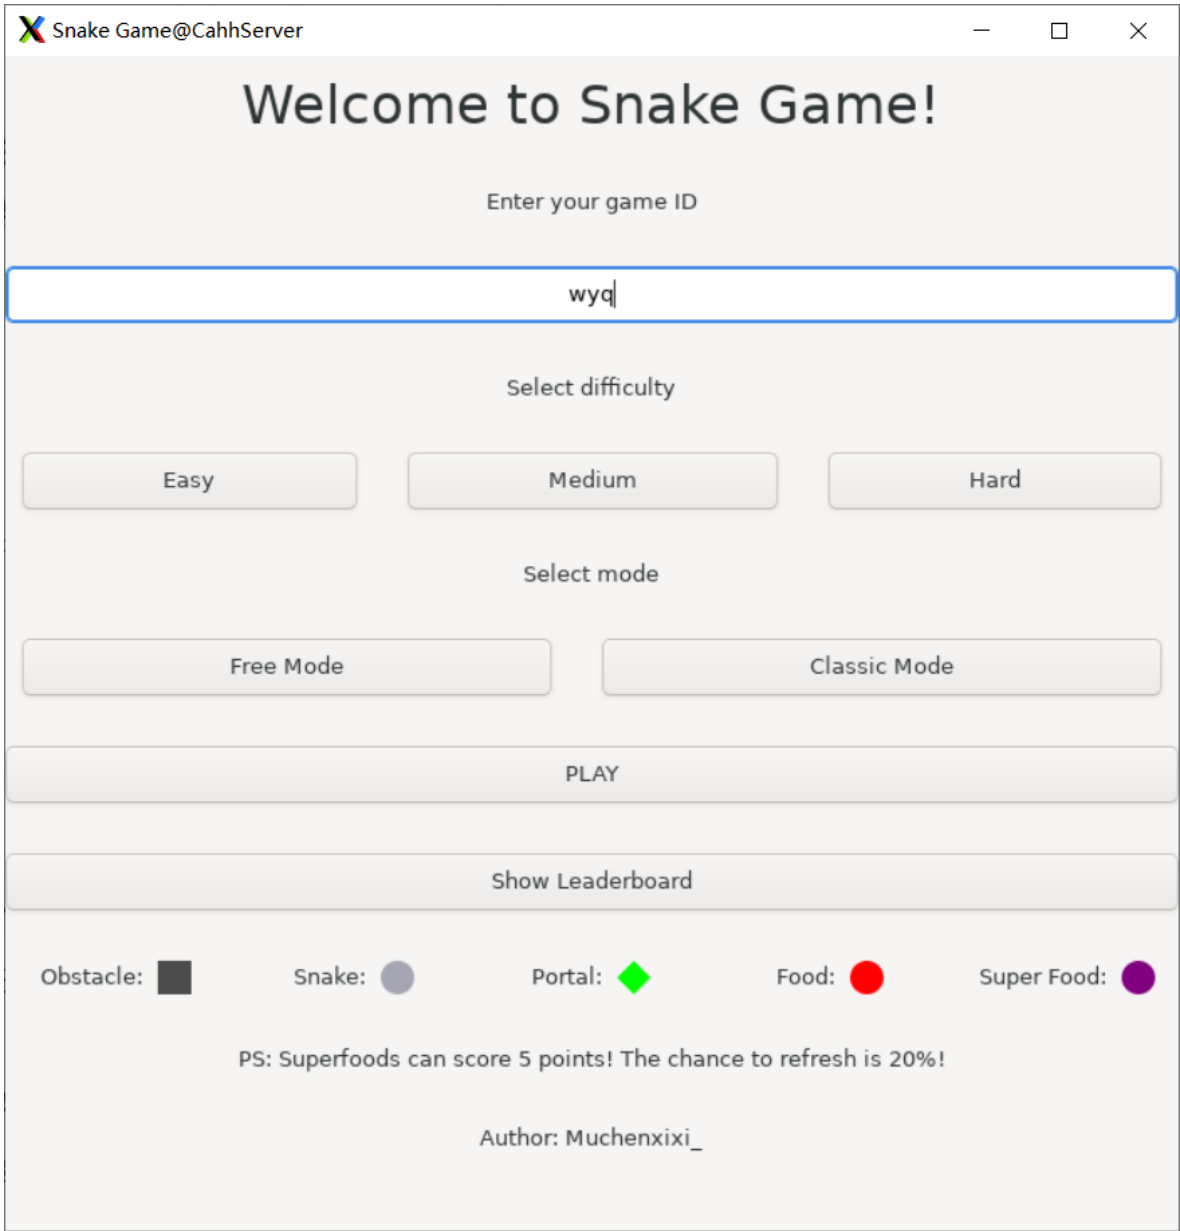 Snake Game@CahhServer
Welcome to Snake Game!
Enter your game ID
wyq
Select difficulty
Easy Medium Hard
Select mode
Free Mode Classic Mode
PLAY
Show Leaderboard
Obstacle: Snake: Portal: Food: Super Food:
PS: Superfoods can score 5 points! The chance to refresh is 20%!
Author: Muchenxixi_